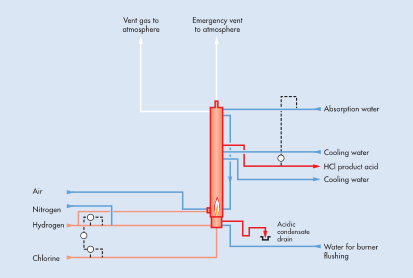 Vent gas to
atmosphere
Emergency vent
to atmosphere
Absorption water
Cooling water
HCl product acid
Cooling water
Air
Nitrogen
Hydrogen
Chlorine
Acidic
condensate
drain
Water for burner
flushing